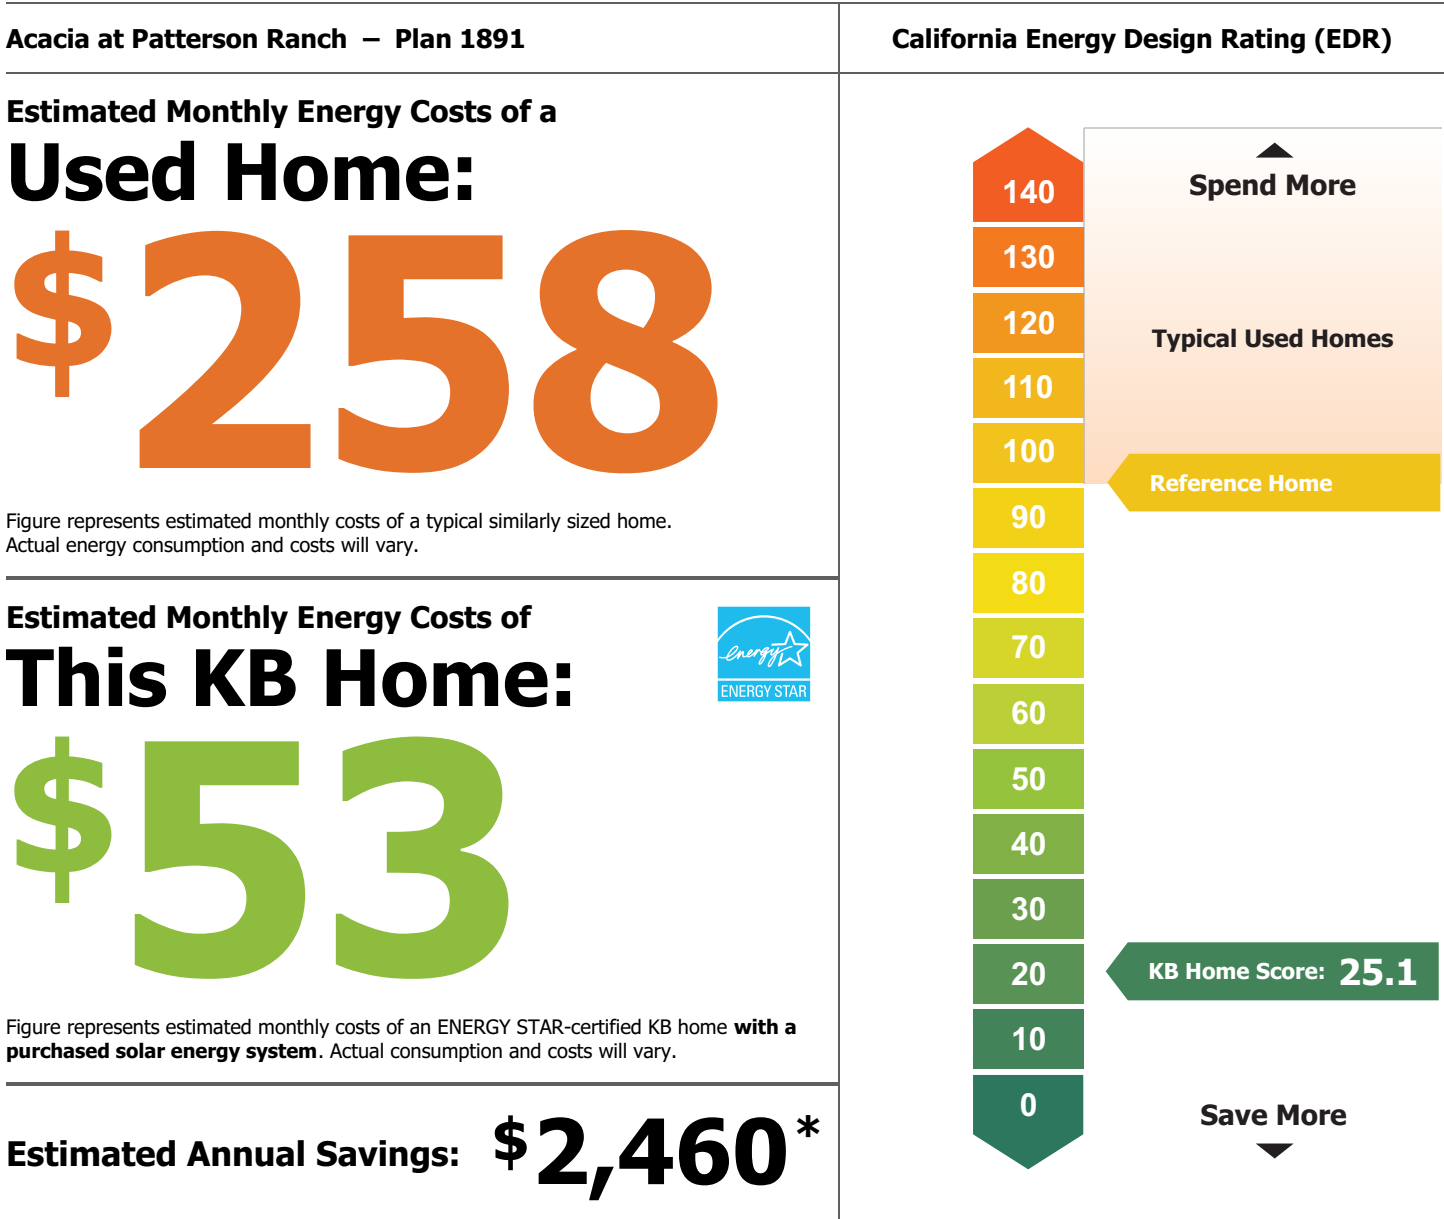 Acacia at Patterson Ranch – Plan 1891
Estimated Monthly Energy Costs of a
Used Home:
$258
Figure represents estimated monthly costs of a typical similarly sized home.
Actual energy consumption and costs will vary.
Estimated Monthly Energy Costs of
This KB Home:
energy
ENERGY STAR
$53
Figure represents estimated monthly costs of an ENERGY STAR-certified KB home with a
purchased solar energy system. Actual consumption and costs will vary.
Estimated Annual Savings: $2,460*
California Energy Design Rating (EDR)
Spend More
140
130
120
Typical Used Homes
110
100
Reference Home
90
80
70
60
50
40
30
20
KB Home Score: 25.1
10
0
Save More